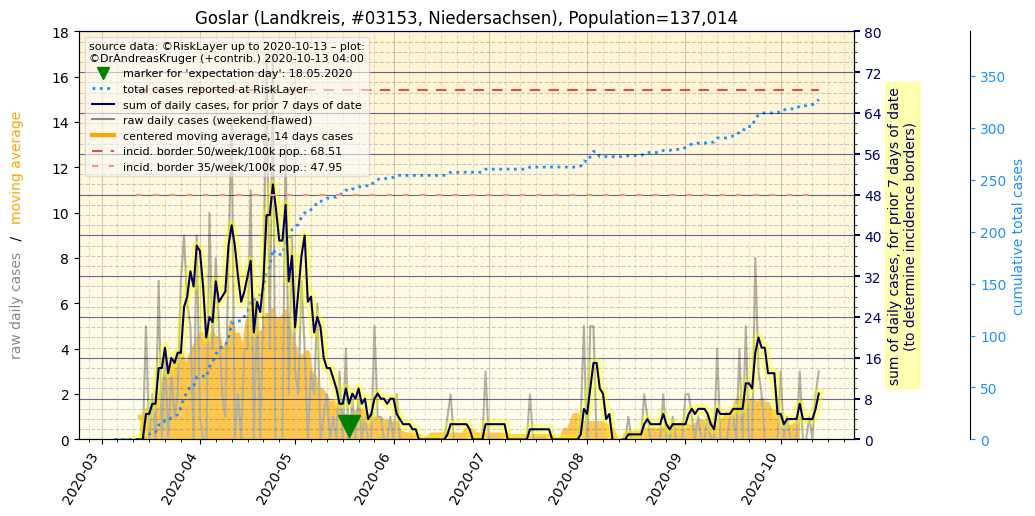 Goslar (Landkreis, #03153, Niedersachsen), Population=137,014
source data: ©RiskLayer up to 2020-10-13 – plot:
©DrAndreasKruger (+contrib.) 2020-10-13 04:00
marker for 'expectation day': 18.05.2020
total cases reported at RiskLayer
sum of daily cases, for prior 7 days of date
raw daily cases (weekend-flawed)
centered moving average, 14 days cases
incid. border 50/week/100k pop.: 68.51
incid. border 35/week/100k pop.: 47.95
raw daily cases / moving average
18
16
14
12
10
8
6
4
2
0
2020-03
2020-04
2020-05
2020-06
2020-07
2020-08
2020-09
2020-10
80
72
64
56
48
40
32
24
16
8
0
sum of daily cases, for prior 7 days of date
(to determine incidence borders)
350
300
250
200
150
100
50
0
cumulative total cases